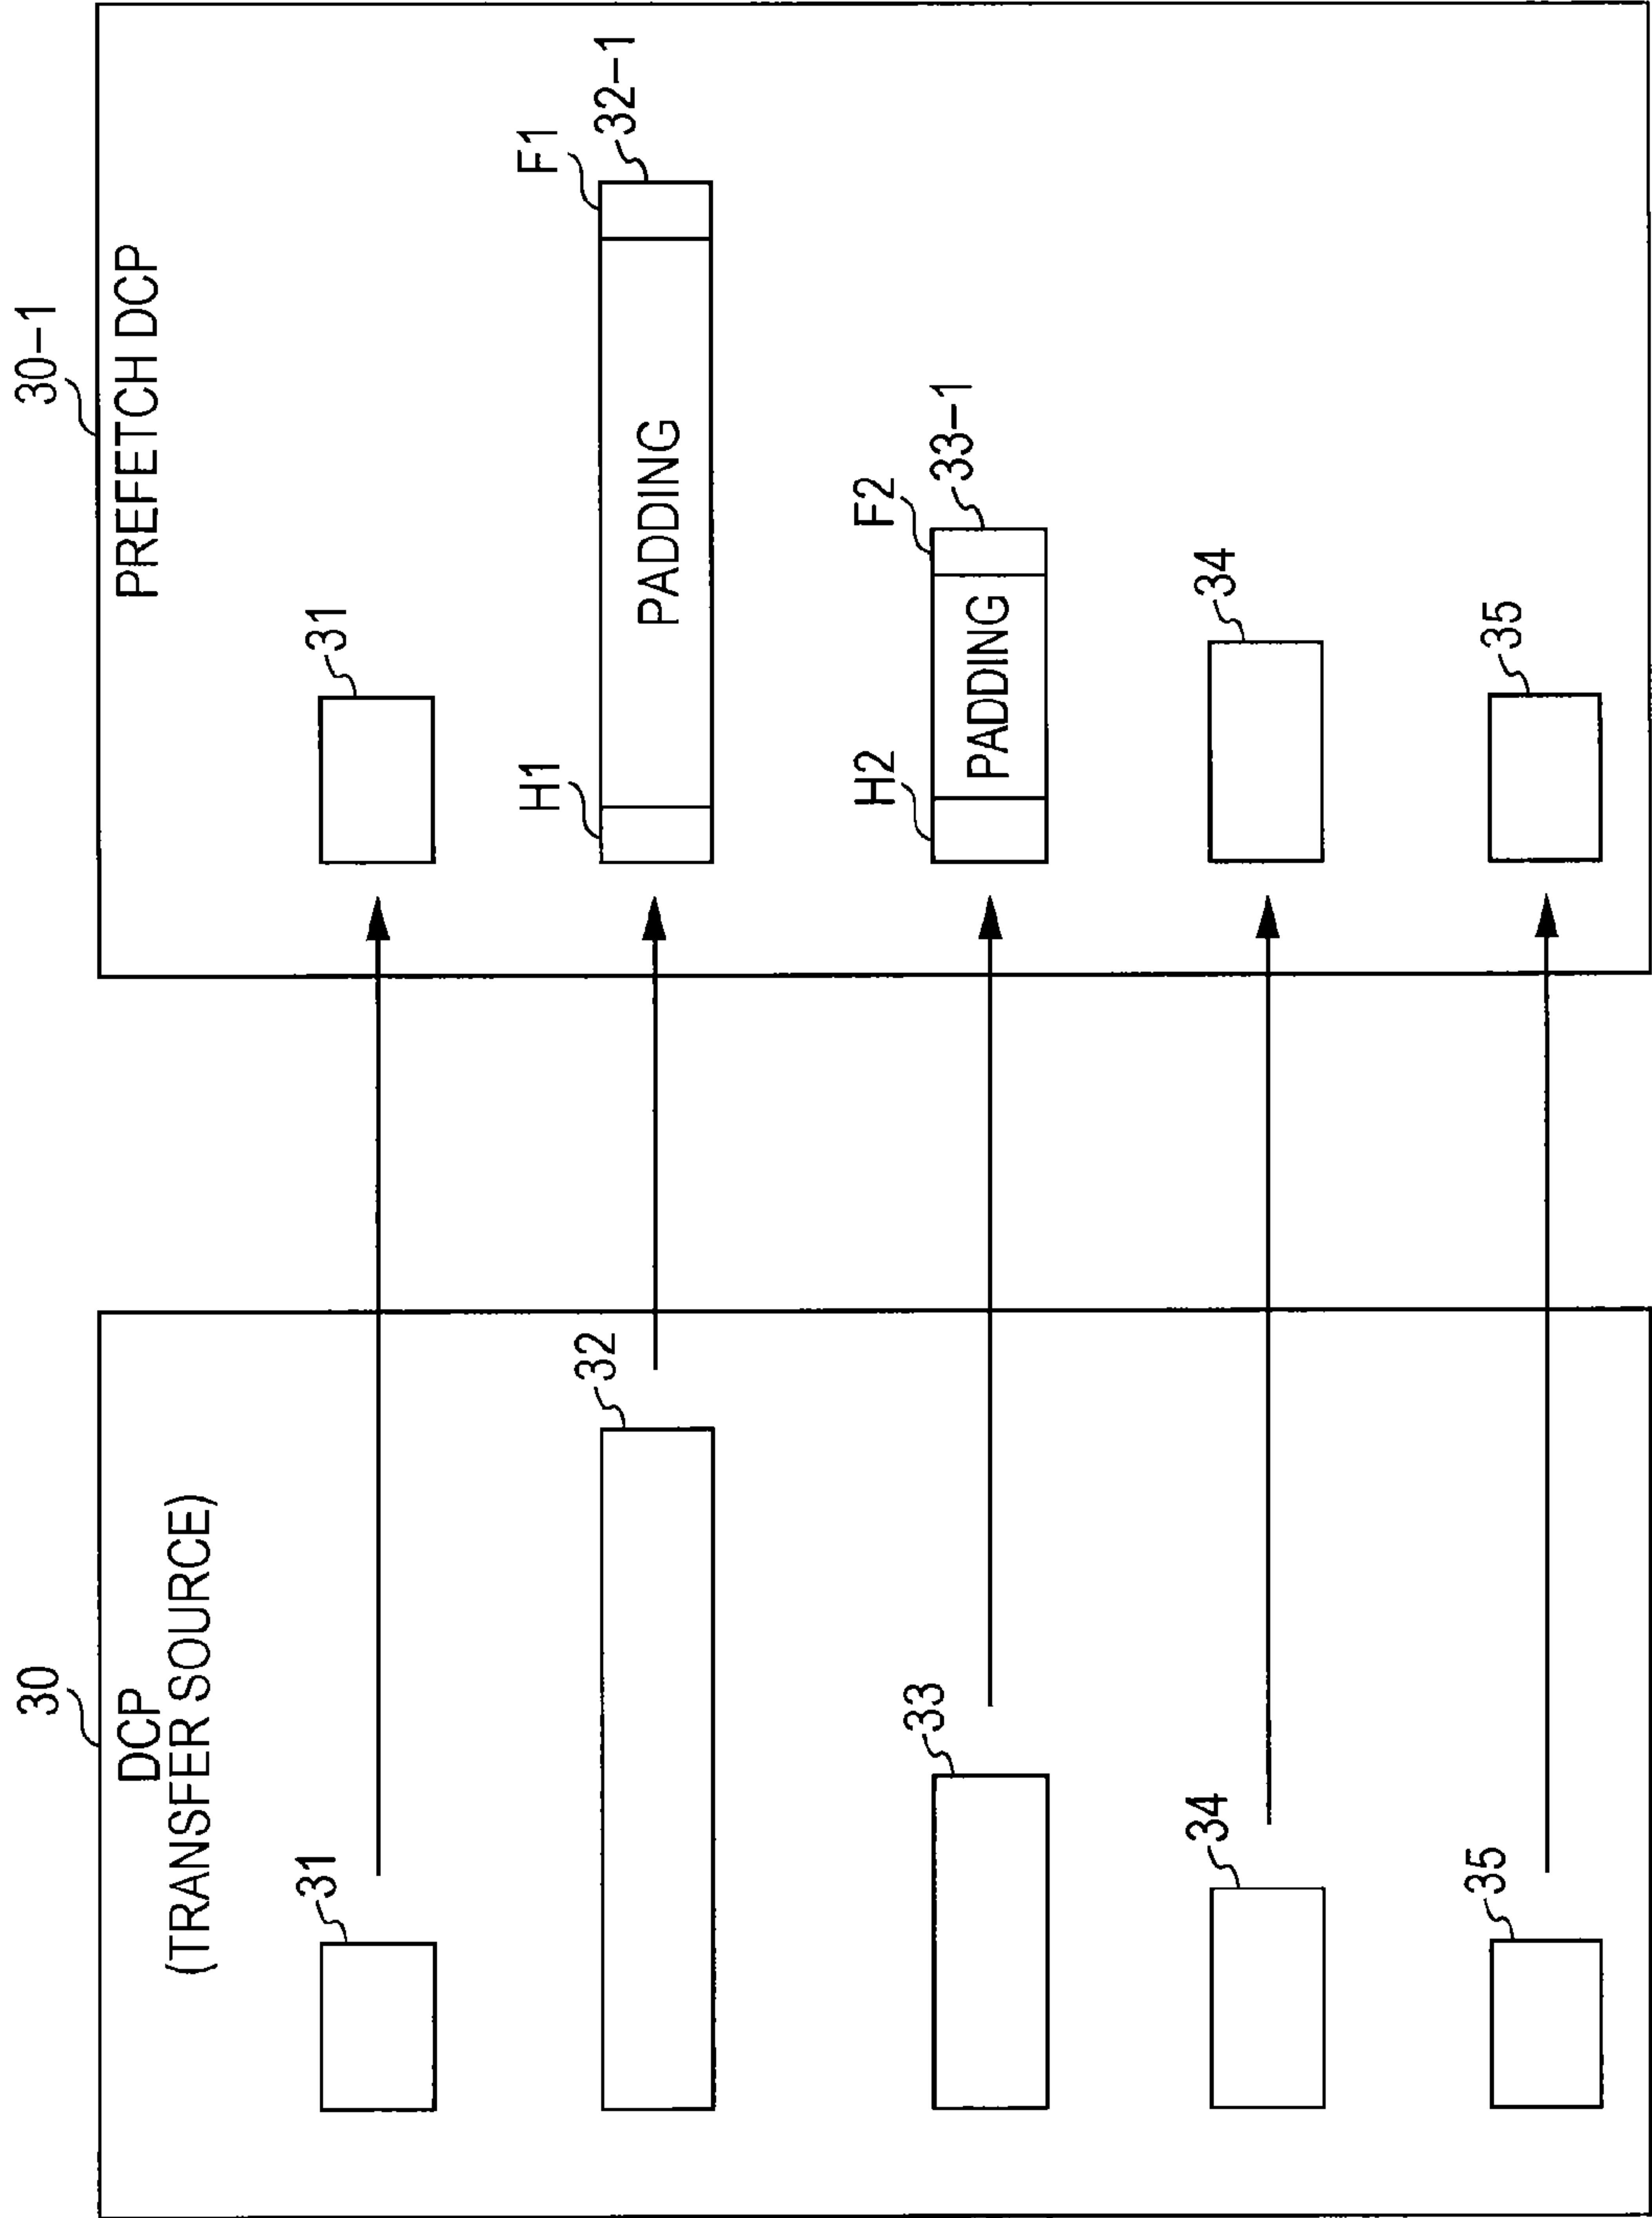 30
DCP
(TRANSFER SOURCE)
31
32
33
34
35
30-1
PREFETCH DCP
31
H1
PADDING
F1
32-1
H2
PADDING
F2
33-1
34
35